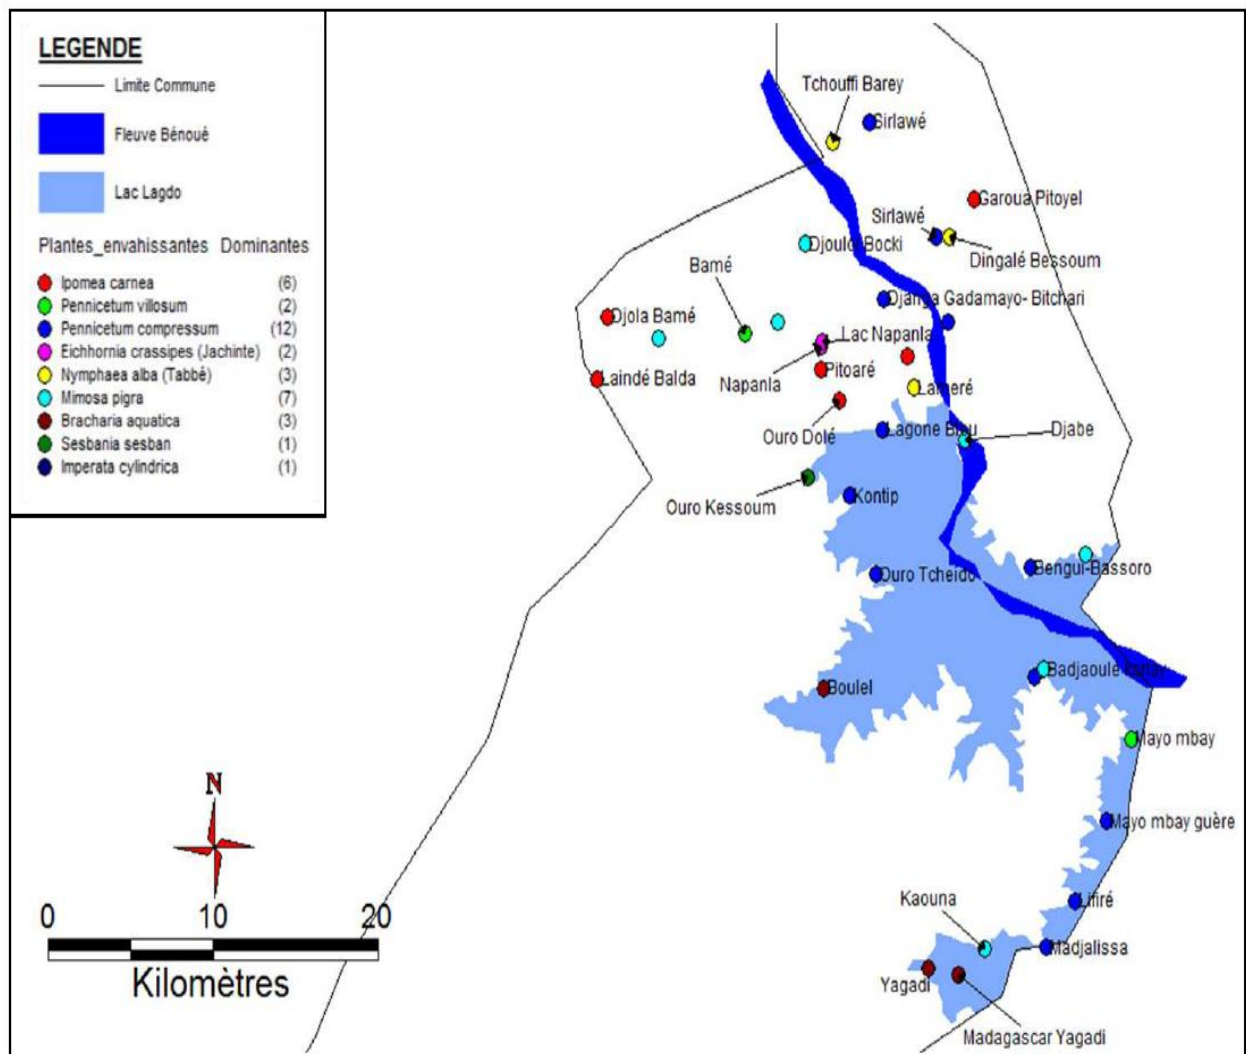 LEGENDE
Limite Commune
Fleuve Bénoué
Lac Lagdo
Plantes_envahissantes Dominantes
Ipomea carnea (6)
Pennicetum villosum (2)
Pennicetum compressum (12)
Eichhornia crassipes (Jachinte) (2)
Nymphaea alba (Tabbé) (3)
Mimosa pigra (7)
Bracharia aquatica (3)
Sesbania sesban (1)
Imperata cylindrica (1)
Tchouffi Barey
Sirlawé
Garoua Pitoyel
Sirlawé
Djouloi Bocki
Dingalé Bessoum
Bamé
Djanga Gadamayo- Bitchari
Djola Bamé
Lac Napanla
Napanla
Pitoaré
Laindé Balda
Lameré
Ouro Dolé
Lagone Bleu
Djabe
Ouro Kessoum
Kontip
Ouro Tcheido
Bengui-Bassoro
Badjaoulé
Boulel
Mayo mbay
Mayo mbay guère
Kaouna
Lifiré
Madjalissa
Yagadi
Madagascar Yagadi
N
0 10 20
Kilomètres